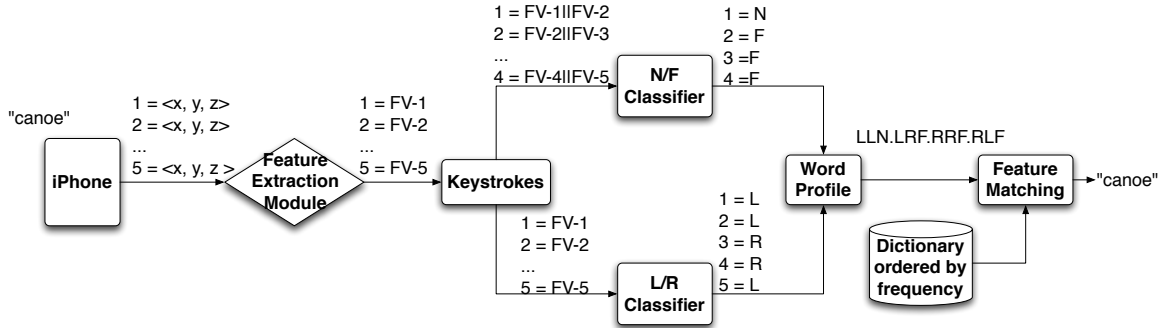 "canoe"
iPhone
1 = <x, y, z>
2 = <x, y, z>
...
5 = <x, y, z >
Feature
Extraction
Module
1 = FV-1
2 = FV-2
...
5 = FV-5
Keystrokes
1 = FV-1||FV-2
2 = FV-2||FV-3
...
4 = FV-4||FV-5
N/F
Classifier
1 = N
2 = F
3 =F
4 =F
1 = FV-1
2 = FV-2
...
5 = FV-5
L/R
Classifier
1 = L
2 = L
3 = R
4 = R
5 = L
Word
Profile
LLN.LRF.RRF.RLF
Feature
Matching
"canoe"
Dictionary
ordered by
frequency